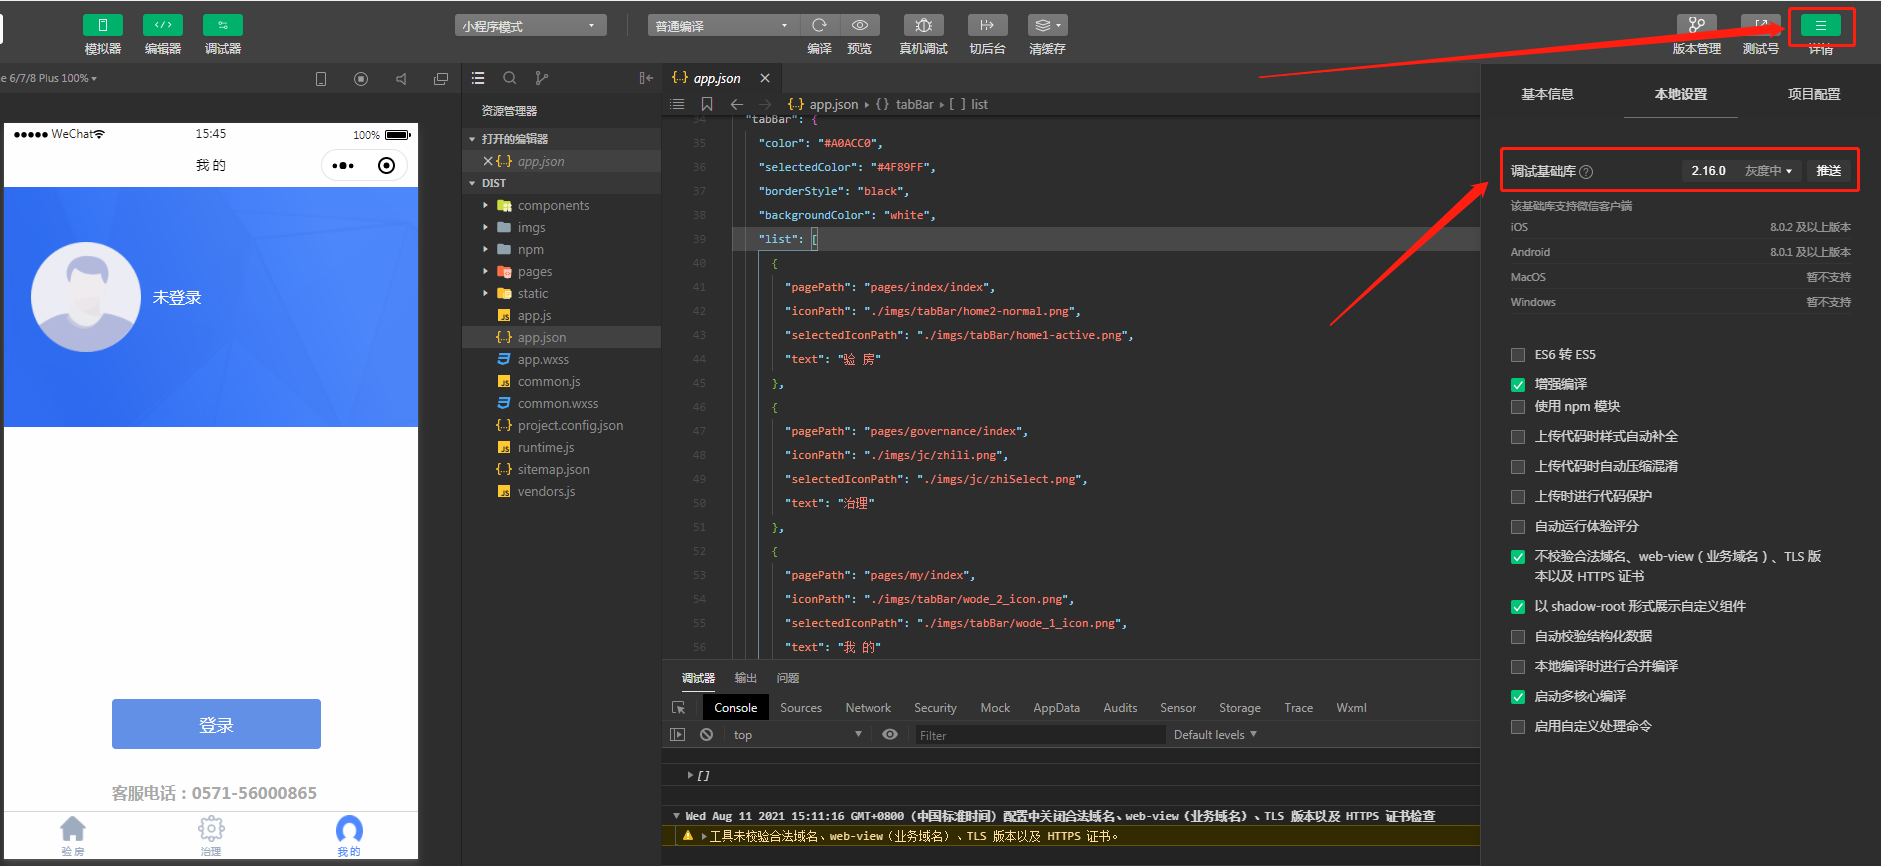 模拟器 编辑器 调试器 小程序模式 普通编译 编译 预览 真机调试 切后台 清缓存 版本管理 测试号 详情
e 6/7/8 Plus 100%
WeChat 15:45 100%
我 的
未登录
登录
客服电话：0571-56000865
验 房 治理 我 的
资源管理器
打开的编辑器
{..} app.json
DIST
components
imgs
npm
pages
static
JS app.js
{..} app.json
app.wxss
JS common.js
common.wxss
{..} project.config.json
JS runtime.js
{..} sitemap.json
JS vendors.js
{..} app.json
{..} app.json {} tabBar [ ] list
34 "tabBar": {
35 "color": "#A0ACC0",
36 "selectedColor": "#4F89FF",
37 "borderStyle": "black",
38 "backgroundColor": "white",
39 "list": [
40 {
41 "pagePath": "pages/index/index",
42 "iconPath": "./imgs/tabBar/home2-normal.png",
43 "selectedIconPath": "./imgs/tabBar/home1-active.png",
44 "text": "验 房"
45 },
46 {
47 "pagePath": "pages/governance/index",
48 "iconPath": "./imgs/jc/zhili.png",
49 "selectedIconPath": "./imgs/jc/zhiSelect.png",
50 "text": "治理"
51 },
52 {
53 "pagePath": "pages/my/index",
54 "iconPath": "./imgs/tabBar/wode_2_icon.png",
55 "selectedIconPath": "./imgs/tabBar/wode_1_icon.png",
56 "text": "我 的"
调试器 输出 问题
Console Sources Network Security Mock AppData Audits Sensor Storage Trace Wxml
top Filter Default levels
[]
Wed Aug 11 2021 15:11:16 GMT+0800 (中国标准时间) 配置中关闭合法域名、web-view（业务域名）、TLS 版本以及 HTTPS 证书检查
工具未校验合法域名、web-view（业务域名）、TLS 版本以及 HTTPS 证书。
基本信息 本地设置 项目配置
调试基础库 ? 2.16.0 灰度中 推送
该基础库支持微信客户端
iOS 8.0.2 及以上版本
Android 8.0.1 及以上版本
MacOS 暂不支持
Windows 暂不支持
ES6 转 ES5
增强编译
使用 npm 模块
上传代码时样式自动补全
上传代码时自动压缩混淆
上传时进行代码保护
自动运行体验评分
不校验合法域名、web-view（业务域名）、TLS 版
本以及 HTTPS 证书
以 shadow-root 形式展示自定义组件
自动校验结构化数据
本地编译时进行合并编译
启动多核心编译
启用自定义处理命令